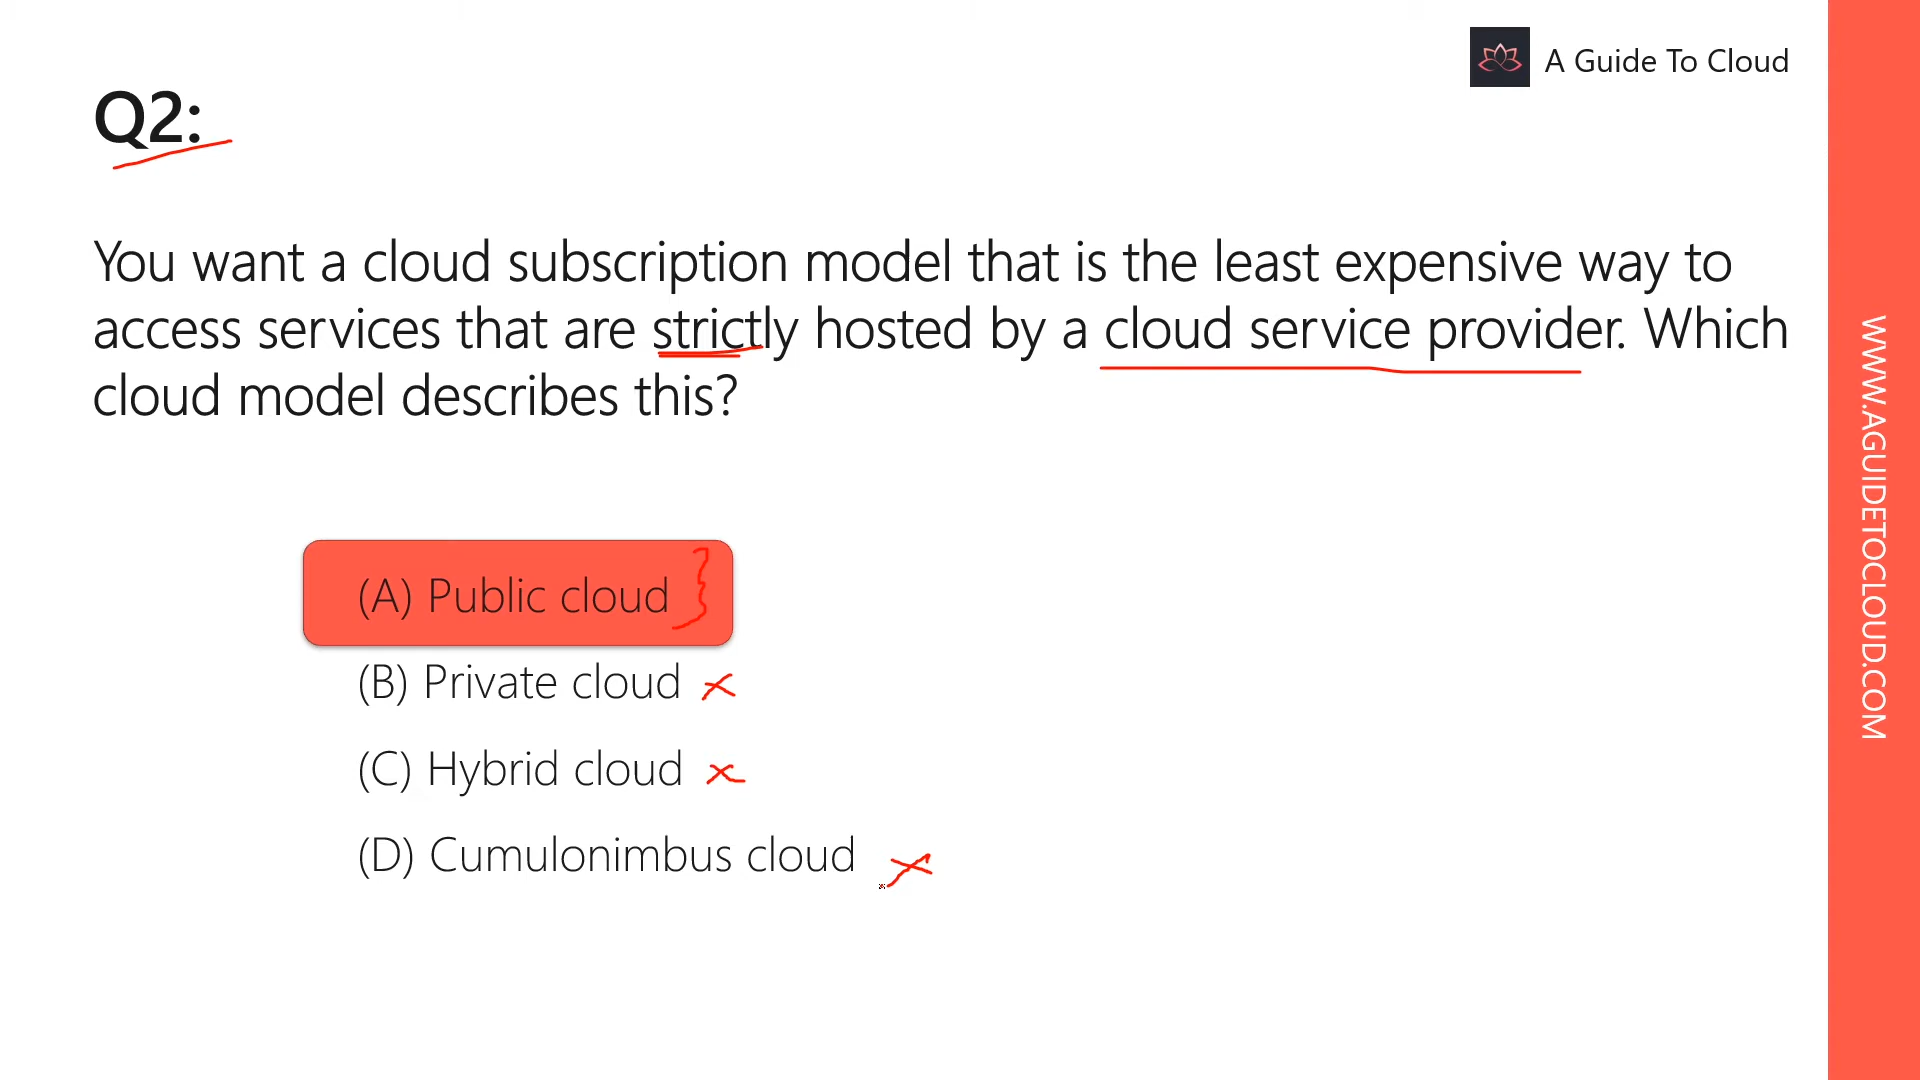 A Guide To Cloud
Q2:
You want a cloud subscription model that is the least expensive way to
access services that are strictly hosted by a cloud service provider. Which
cloud model describes this?
(A) Public cloud
(B) Private cloud
(C) Hybrid cloud
(D) Cumulonimbus cloud
WWW.AGUIDETOCLOUD.COM